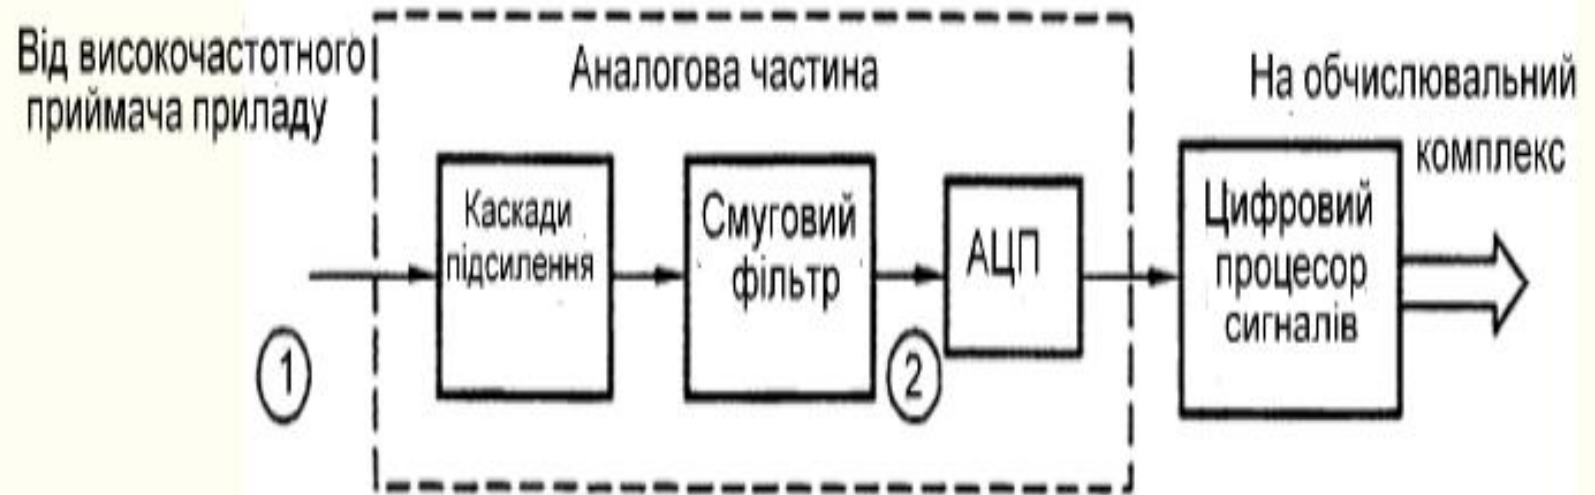 Від високочастотного
приймача приладу
Аналогова частина
На обчислювальний
комплекс
Каскади
підсилення
Смуговий
фільтр
АЦП
Цифровий
процесор
сигналів
1
2